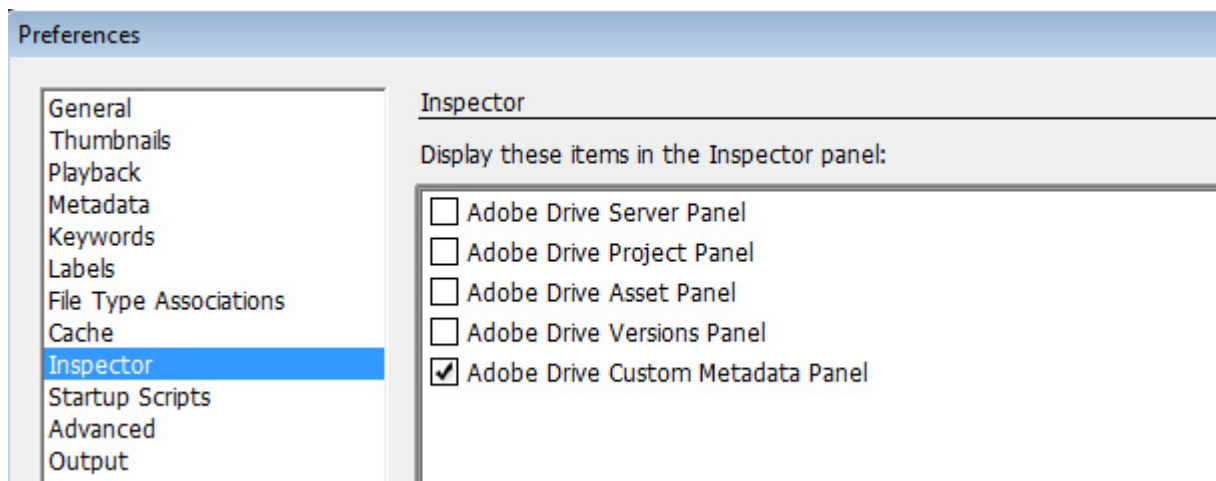 Preferences
General
Thumbnails
Playback
Metadata
Keywords
Labels
File Type Associations
Cache
Inspector
Startup Scripts
Advanced
Output
Inspector
Display these items in the Inspector panel:
Adobe Drive Server Panel
Adobe Drive Project Panel
Adobe Drive Asset Panel
Adobe Drive Versions Panel
Adobe Drive Custom Metadata Panel